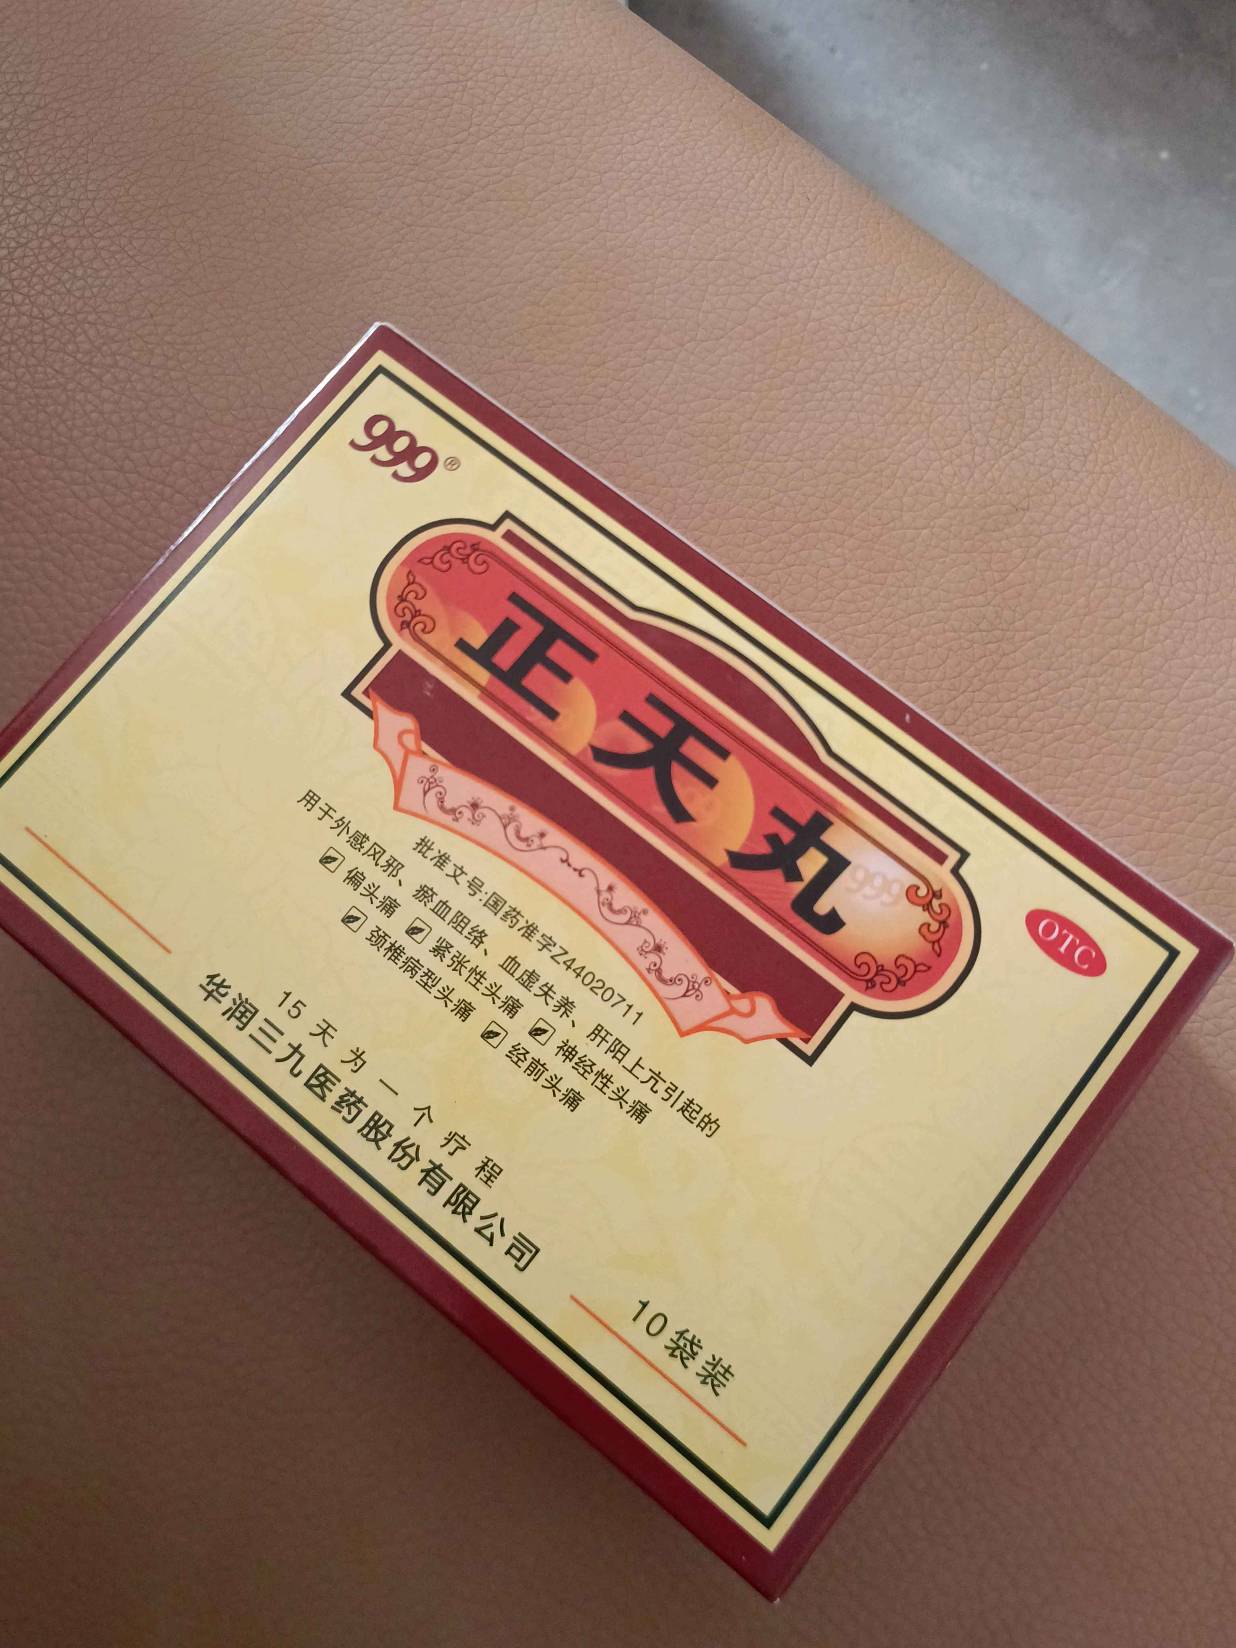 999®
正天丸
999
OTC
批准文号:国药准字Z44020711
用于外感风邪、瘀血阻络、血虚失养、肝阳上亢引起的
偏头痛 紧张性头痛 神经性头痛
颈椎病型头痛 经前头痛
15天为一个疗程
华润三九医药股份有限公司
10袋装